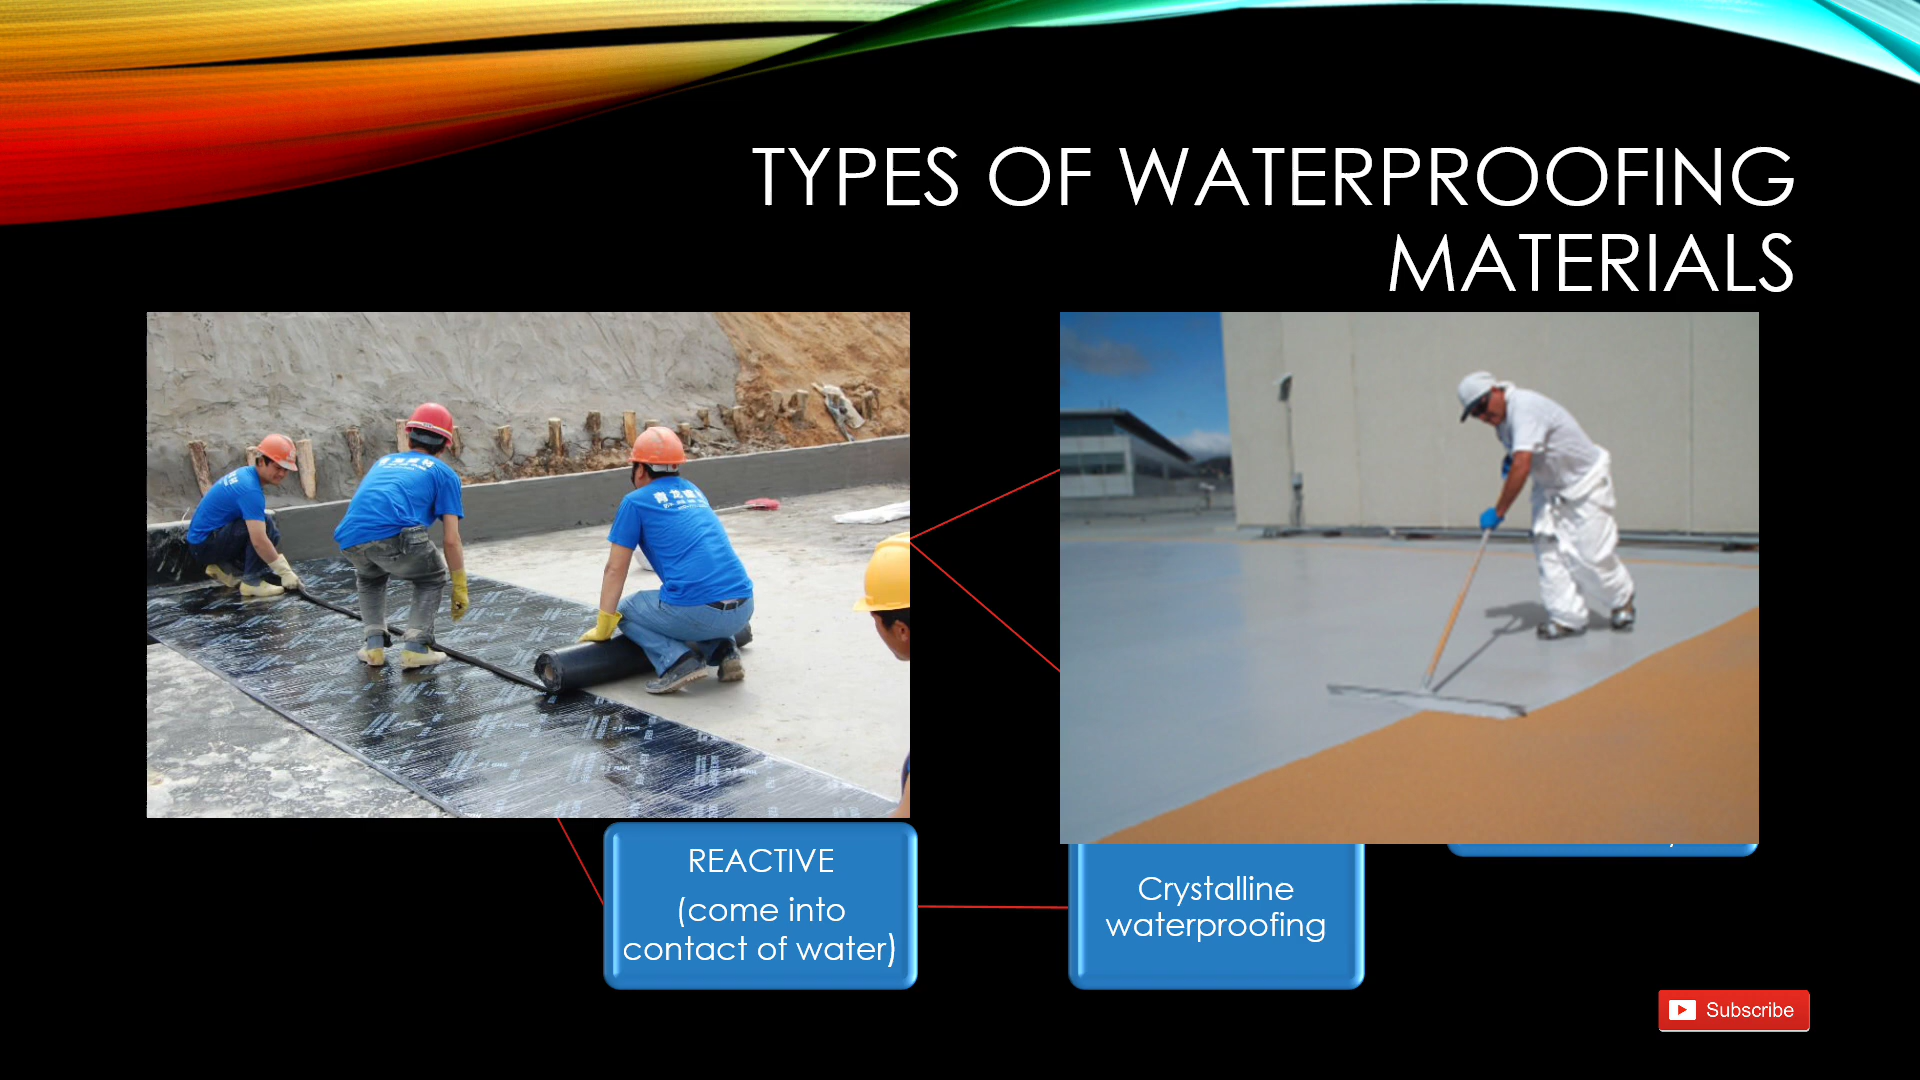 TYPES OF WATERPROOFING
MATERIALS
REACTIVE
(come into
contact of water)
Crystalline
waterproofing
Subscribe